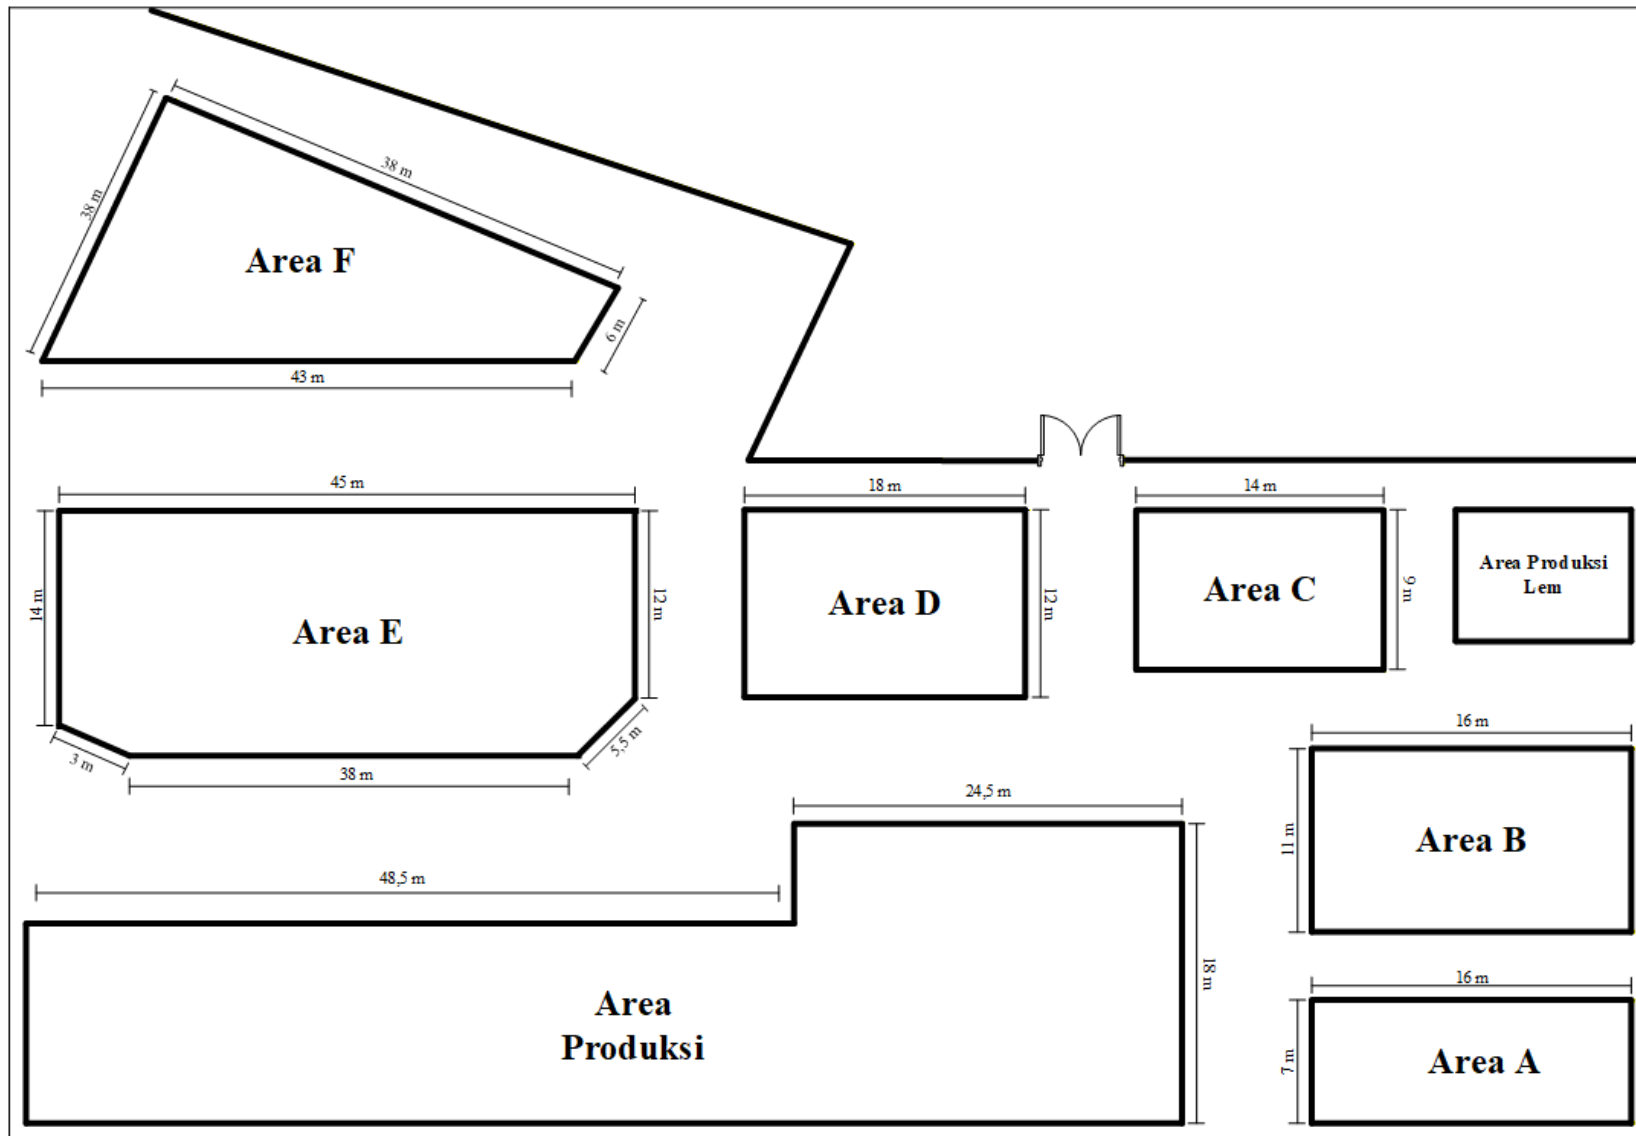 38 m
38 m
Area F
6 m
43 m
45 m
14 m
Area E
12 m
3 m
38 m
5,5 m
18 m
Area D
12 m
14 m
Area C
9 m
Area Produksi
Lem
16 m
11 m
Area B
24,5 m
48,5 m
18 m
Area
Produksi
16 m
7 m
Area A